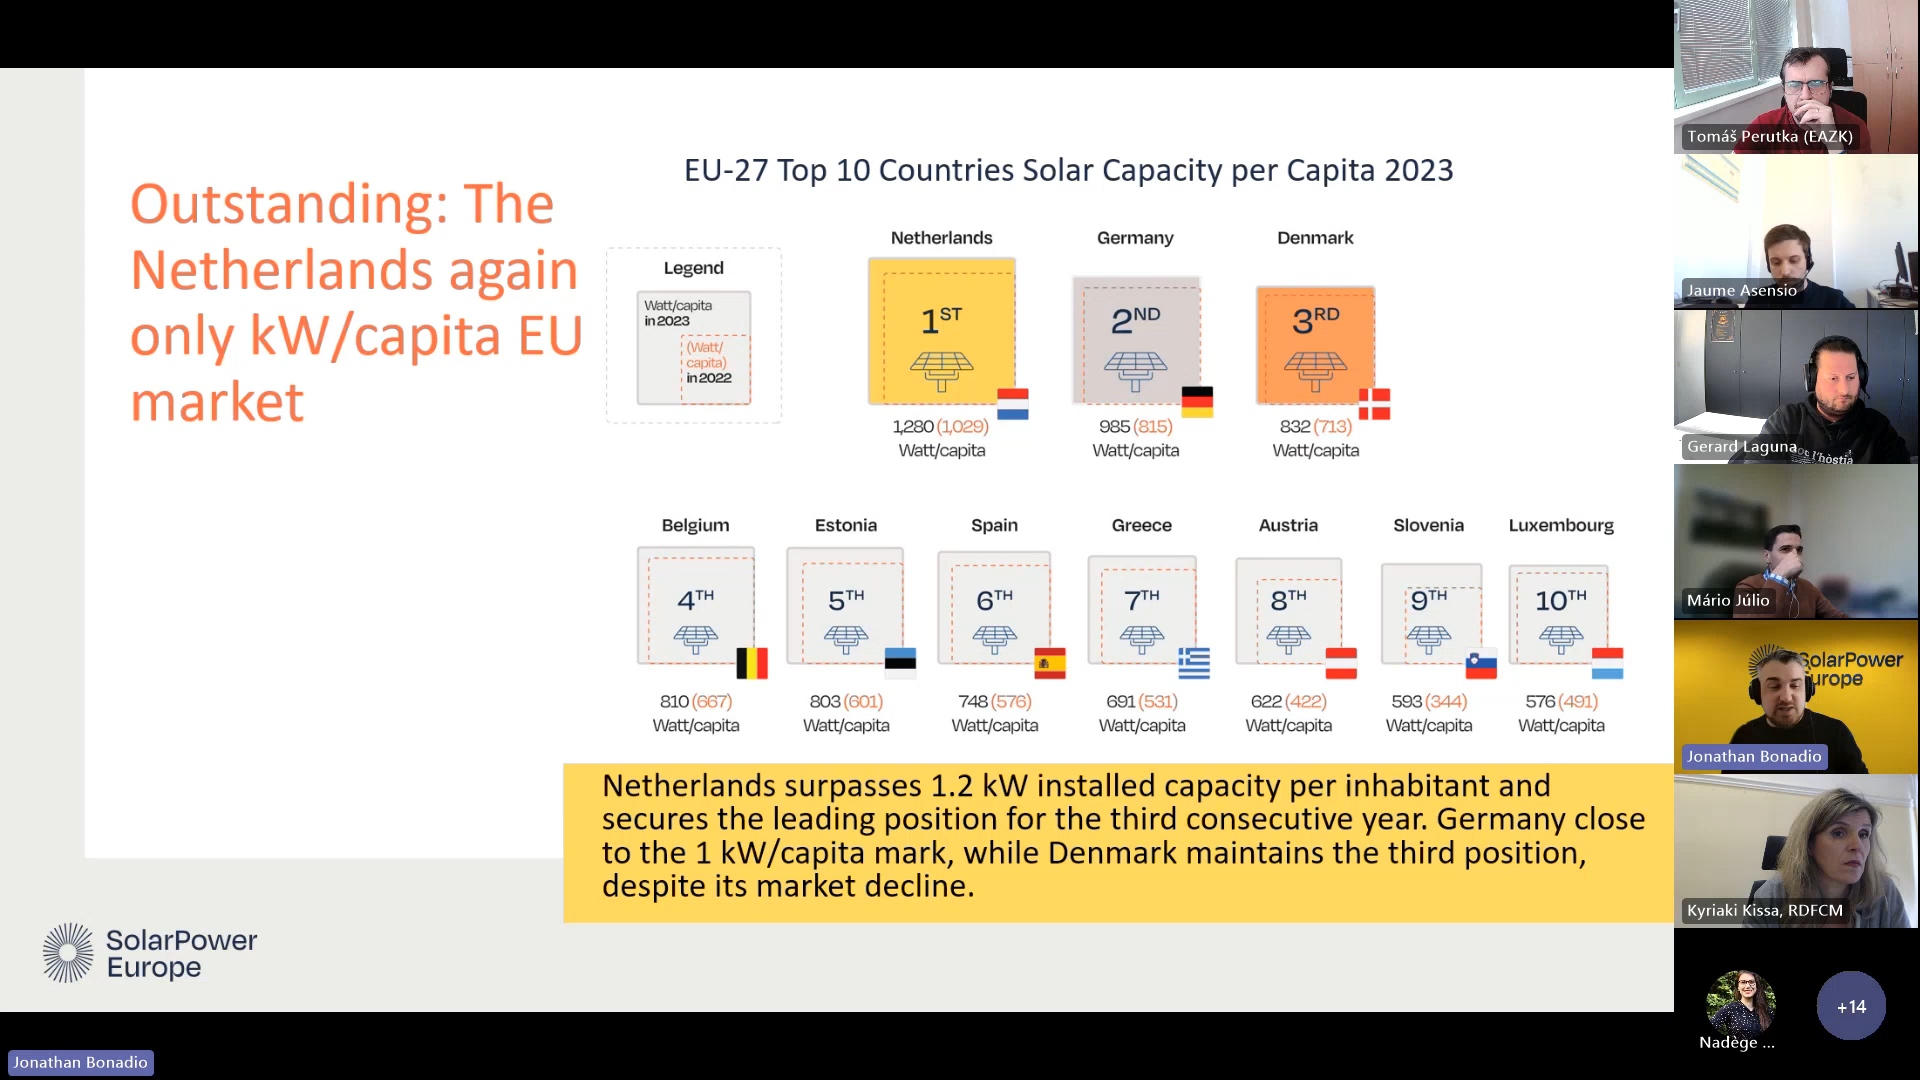 Outstanding: The
Netherlands again
only kW/capita EU
market
EU-27 Top 10 Countries Solar Capacity per Capita 2023
Legend
Watt/capita
in 2023
(Watt/
capita)
in 2022
Netherlands
1ST
1,280 (1,029)
Watt/capita
Germany
2ND
985 (815)
Watt/capita
Denmark
3RD
832 (713)
Watt/capita
Belgium
4TH
810 (667)
Watt/capita
Estonia
5TH
803 (601)
Watt/capita
Spain
6TH
748 (576)
Watt/capita
Greece
7TH
691 (531)
Watt/capita
Austria
8TH
622 (422)
Watt/capita
Slovenia
9TH
593 (344)
Watt/capita
Luxembourg
10TH
576 (491)
Watt/capita
Netherlands surpasses 1.2 kW installed capacity per inhabitant and
secures the leading position for the third consecutive year. Germany close
to the 1 kW/capita mark, while Denmark maintains the third position,
despite its market decline.
SolarPower
Europe
Jonathan Bonadio
Tomáš Perutka (EAZK)
Jaume Asensio
Gerard Laguna
l'hòstia
Mário Júlio
SolarPower
Europe
Jonathan Bonadio
Kyriaki Kissa, RDFCM
Nadège ...
+14